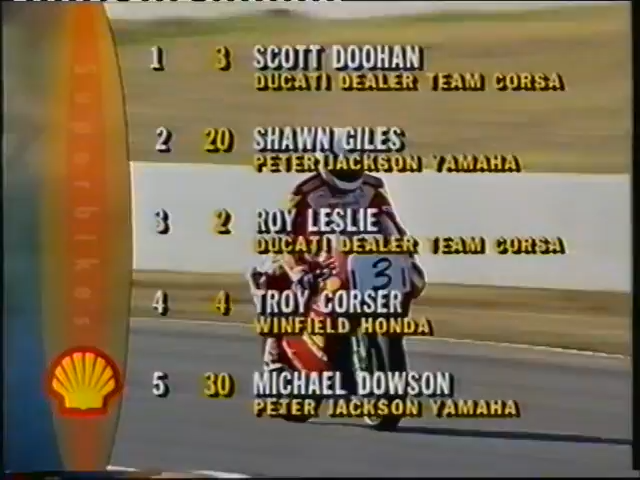 Superbikes
1 3 SCOTT DOOHAN
DUCATI DEALER TEAM CORSA
2 20 SHAWN GILES
PETER JACKSON YAMAHA
3 2 ROY LESLIE
DUCATI DEALER TEAM CORSA
3
4 4 TROY CORSER
WINFIELD HONDA
5 30 MICHAEL DOWSON
PETER JACKSON YAMAHA